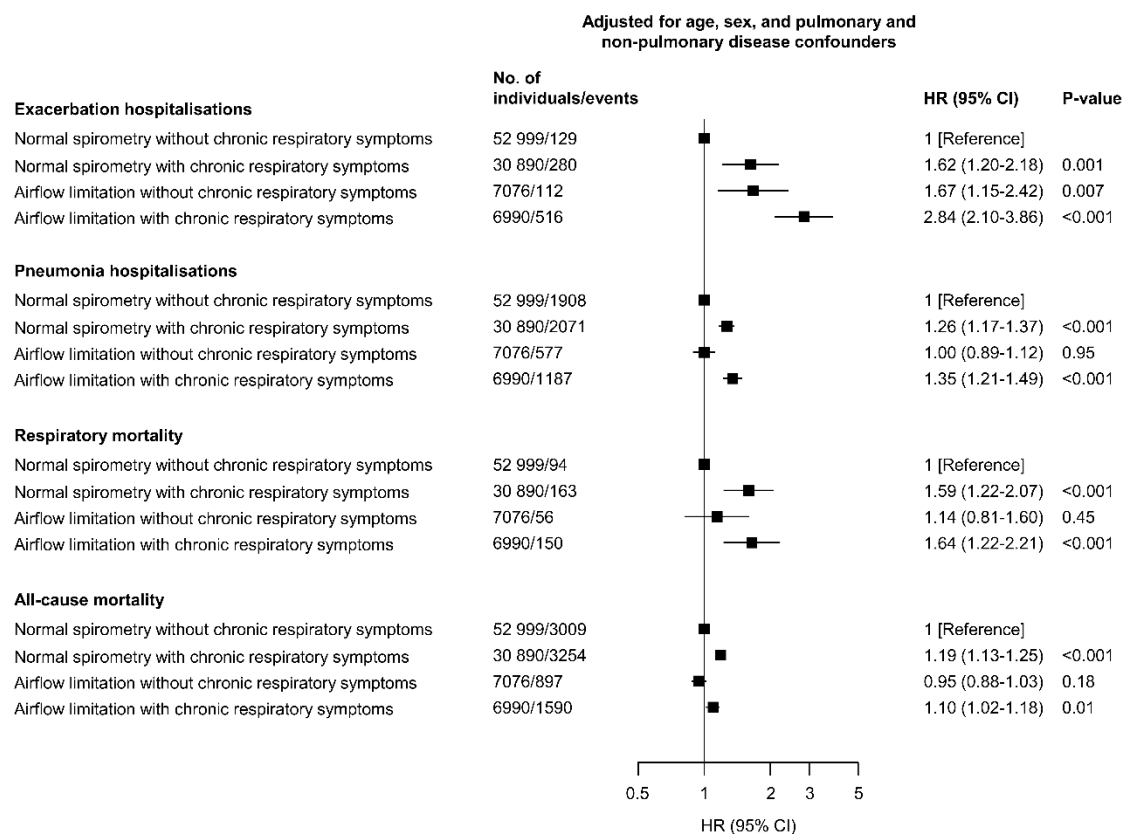 Adjusted for age, sex, and pulmonary and
non-pulmonary disease confounders
No. of
individuals/events HR (95% CI) P-value
Exacerbation hospitalisations
Normal spirometry without chronic respiratory symptoms 52 999/129 1 [Reference]
Normal spirometry with chronic respiratory symptoms 30 890/280 1.62 (1.20-2.18) 0.001
Airflow limitation without chronic respiratory symptoms 7076/112 1.67 (1.15-2.42) 0.007
Airflow limitation with chronic respiratory symptoms 6990/516 2.84 (2.10-3.86) <0.001
Pneumonia hospitalisations
Normal spirometry without chronic respiratory symptoms 52 999/1908 1 [Reference]
Normal spirometry with chronic respiratory symptoms 30 890/2071 1.26 (1.17-1.37) <0.001
Airflow limitation without chronic respiratory symptoms 7076/577 1.00 (0.89-1.12) 0.95
Airflow limitation with chronic respiratory symptoms 6990/1187 1.35 (1.21-1.49) <0.001
Respiratory mortality
Normal spirometry without chronic respiratory symptoms 52 999/94 1 [Reference]
Normal spirometry with chronic respiratory symptoms 30 890/163 1.59 (1.22-2.07) <0.001
Airflow limitation without chronic respiratory symptoms 7076/56 1.14 (0.81-1.60) 0.45
Airflow limitation with chronic respiratory symptoms 6990/150 1.64 (1.22-2.21) <0.001
All-cause mortality
Normal spirometry without chronic respiratory symptoms 52 999/3009 1 [Reference]
Normal spirometry with chronic respiratory symptoms 30 890/3254 1.19 (1.13-1.25) <0.001
Airflow limitation without chronic respiratory symptoms 7076/897 0.95 (0.88-1.03) 0.18
Airflow limitation with chronic respiratory symptoms 6990/1590 1.10 (1.02-1.18) 0.01
0.5 1 2 3 5
HR (95% CI)